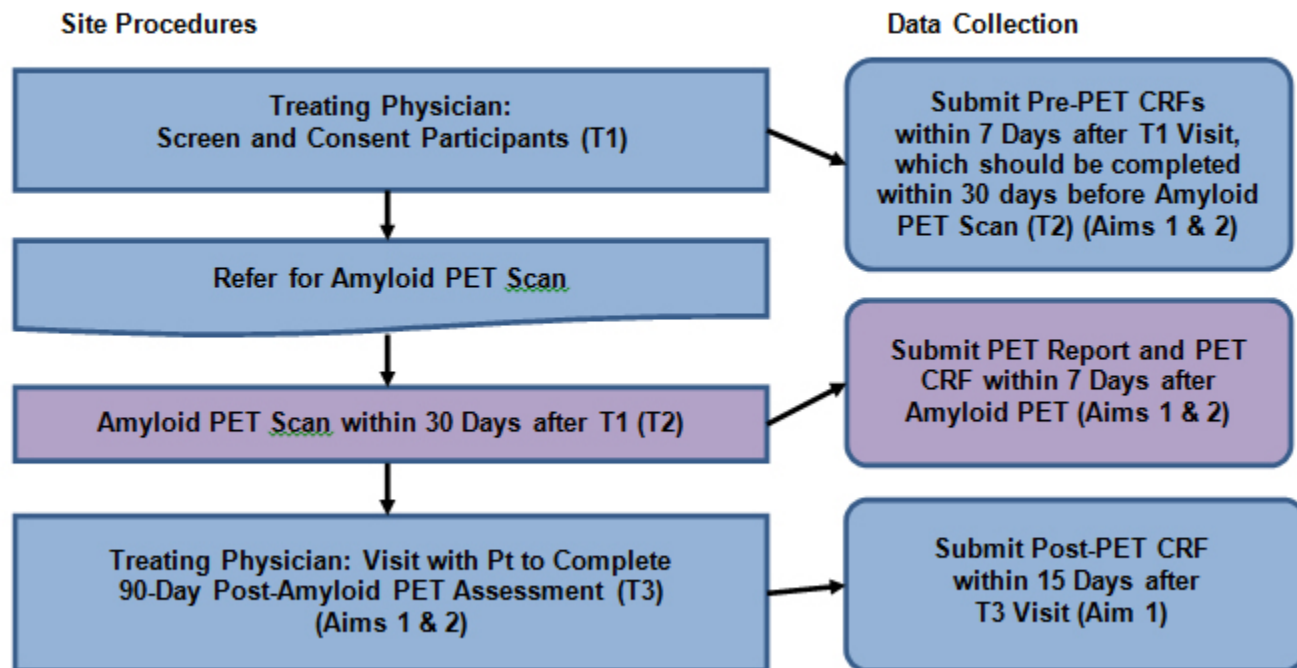 Site Procedures
Data Collection
Treating Physician:
Screen and Consent Participants (T1)
Submit Pre-PET CRFs
within 7 Days after T1 Visit,
which should be completed
within 30 days before Amyloid
PET Scan (T2) (Aims 1 & 2)
Refer for Amyloid PET Scan
Amyloid PET Scan within 30 Days after T1 (T2)
Submit PET Report and PET
CRF within 7 Days after
Amyloid PET (Aims 1 & 2)
Treating Physician: Visit with Pt to Complete
90-Day Post-Amyloid PET Assessment (T3)
(Aims 1 & 2)
Submit Post-PET CRF
within 15 Days after
T3 Visit (Aim 1)